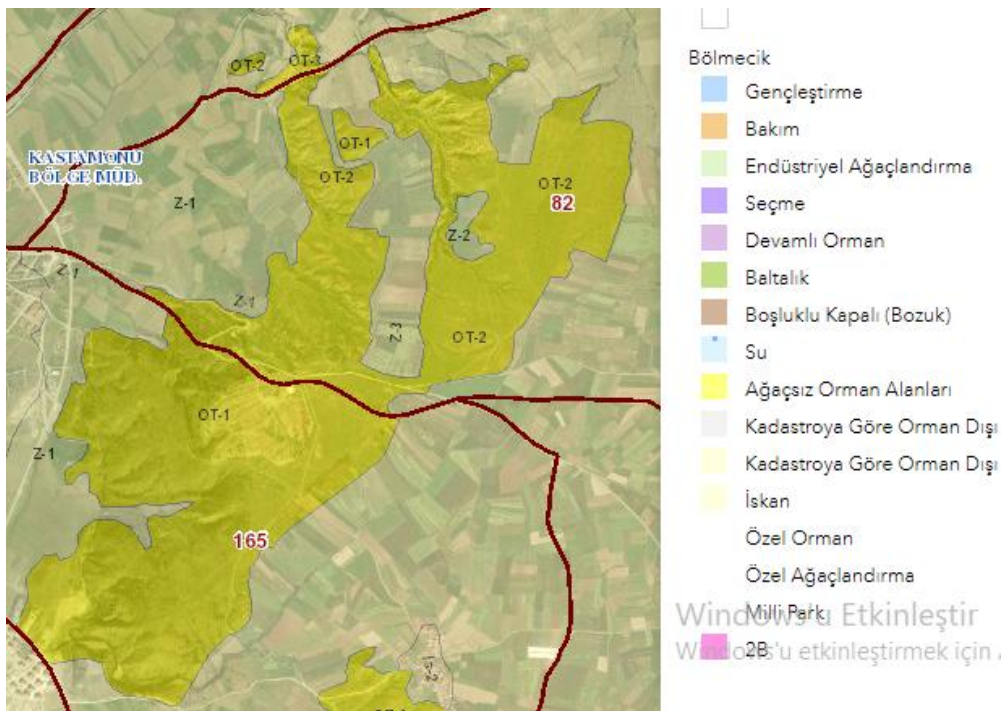 OT-2
OT-3
OT-1
KASTAMONU
BÖLGE MÜD.
OT-2
OT-2
82
Z-1
Z-2
Z-1
Z-1
Z-3
OT-2
OT-1
Z-1
165
Bölmecik
Gençleştirme
Bakım
Endüstriyel Ağaçlandırma
Seçme
Devamlı Orman
Baltalık
Boşluklu Kapalı (Bozuk)
Su
Ağaçsız Orman Alanları
Kadastroya Göre Orman Dışı
Kadastroya Göre Orman Dışı
İskan
Özel Orman
Özel Ağaçlandırma
Milli Park
2B
Windows'u Etkinleştir
Windows'u etkinleştirmek için